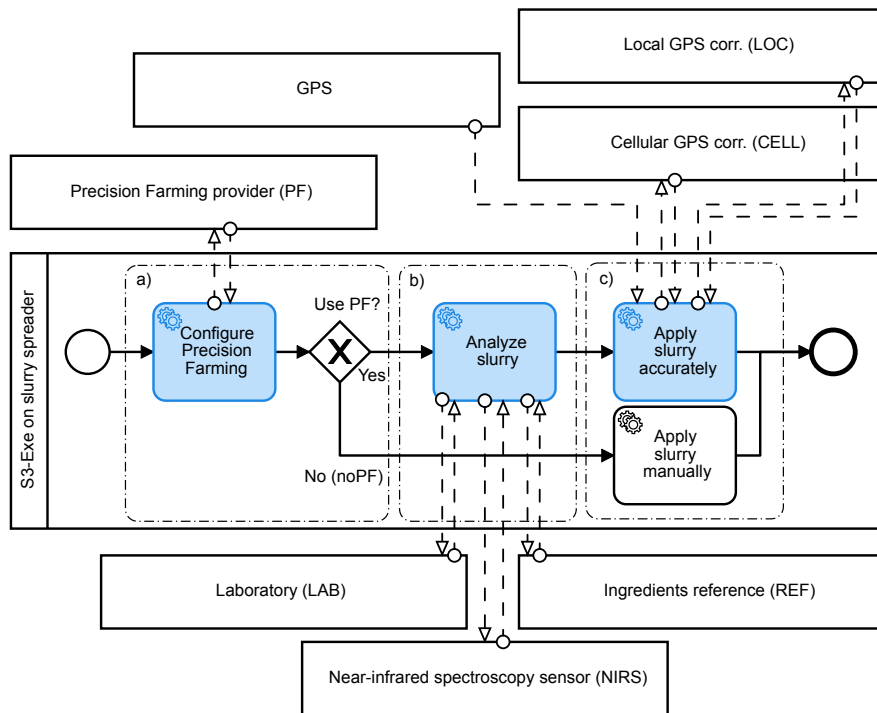 Local GPS corr. (LOC)
GPS
Cellular GPS corr. (CELL)
Precision Farming provider (PF)
S3-Exe on slurry spreader
a)
b)
c)
Use PF?
Configure
Precision
Farming
Analyze
slurry
Apply
slurry
accurately
X
Yes
No (noPF)
Apply
slurry
manually
Laboratory (LAB)
Ingredients reference (REF)
Near-infrared spectroscopy sensor (NIRS)